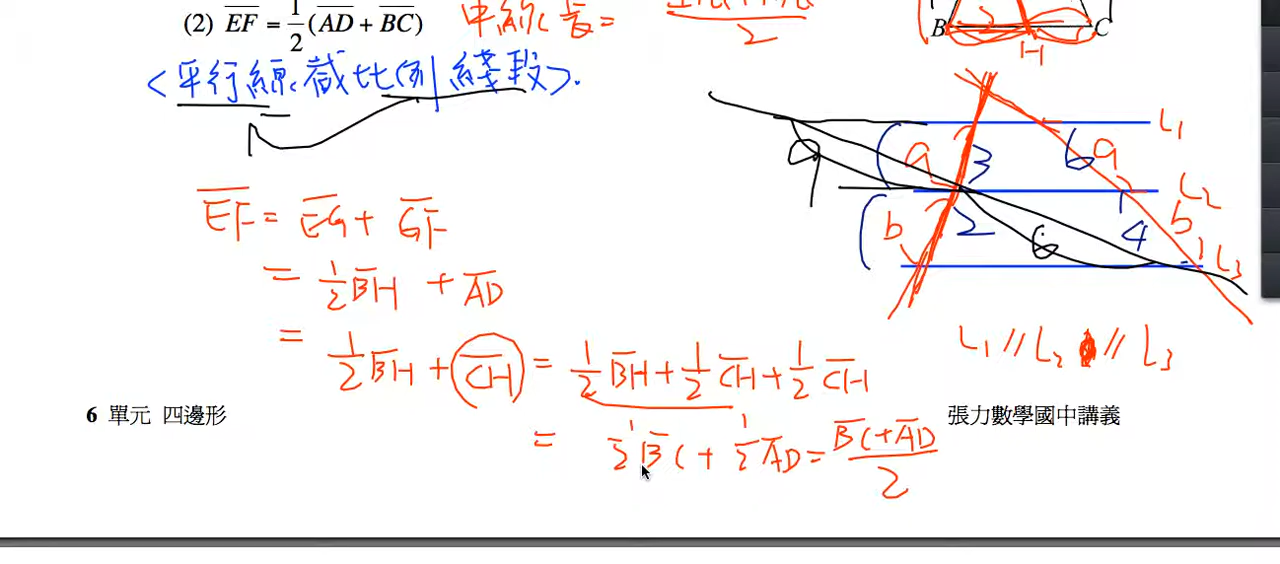 (2) EF = 1/2 (AD + BC) 中線長 = 2
B 2 H C
<平行線截比例線段>.
L1
a 3 6 a
9 L2
b 2 6 4 b
L3
EF = EG + GF
= 1/2 BH + AD
= 1/2 BH + CH = 1/2 BH + 1/2 CH + 1/2 CH
L1 // L2 // L3
= 1/2 BC + 1/2 AD = BC + AD / 2
6 單元 四邊形
張力數學國中講義